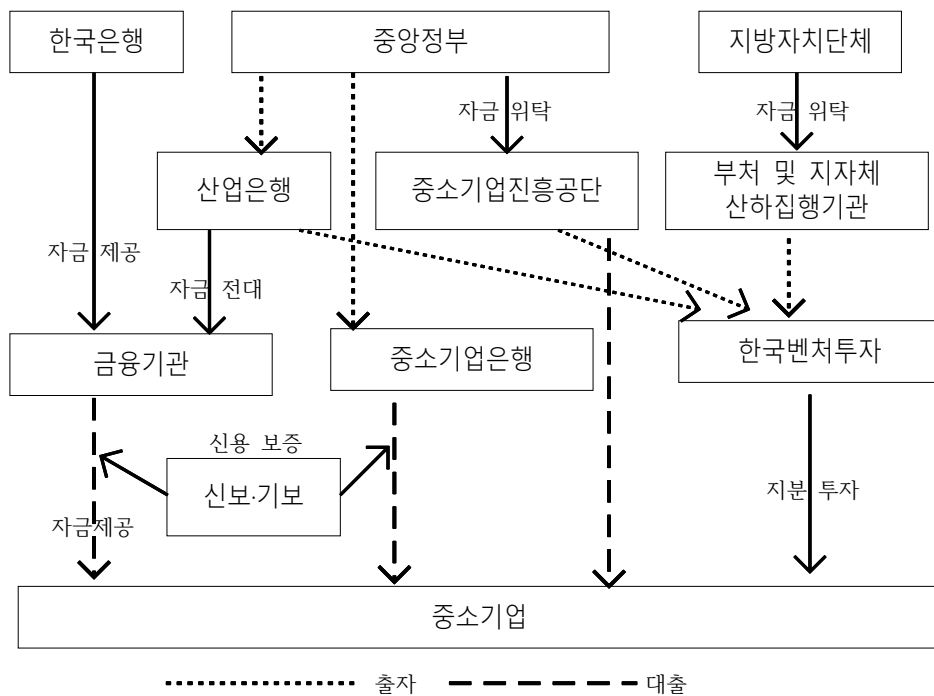 한국은행
중앙정부
지방자치단체
자금 위탁
자금 위탁
산업은행
중소기업진흥공단
부처 및 지자체
산하집행기관
자금 제공
자금 전대
금융기관
중소기업은행
한국벤처투자
신용 보증
신보·기보
지분 투자
자금제공
중소기업
출자
대출